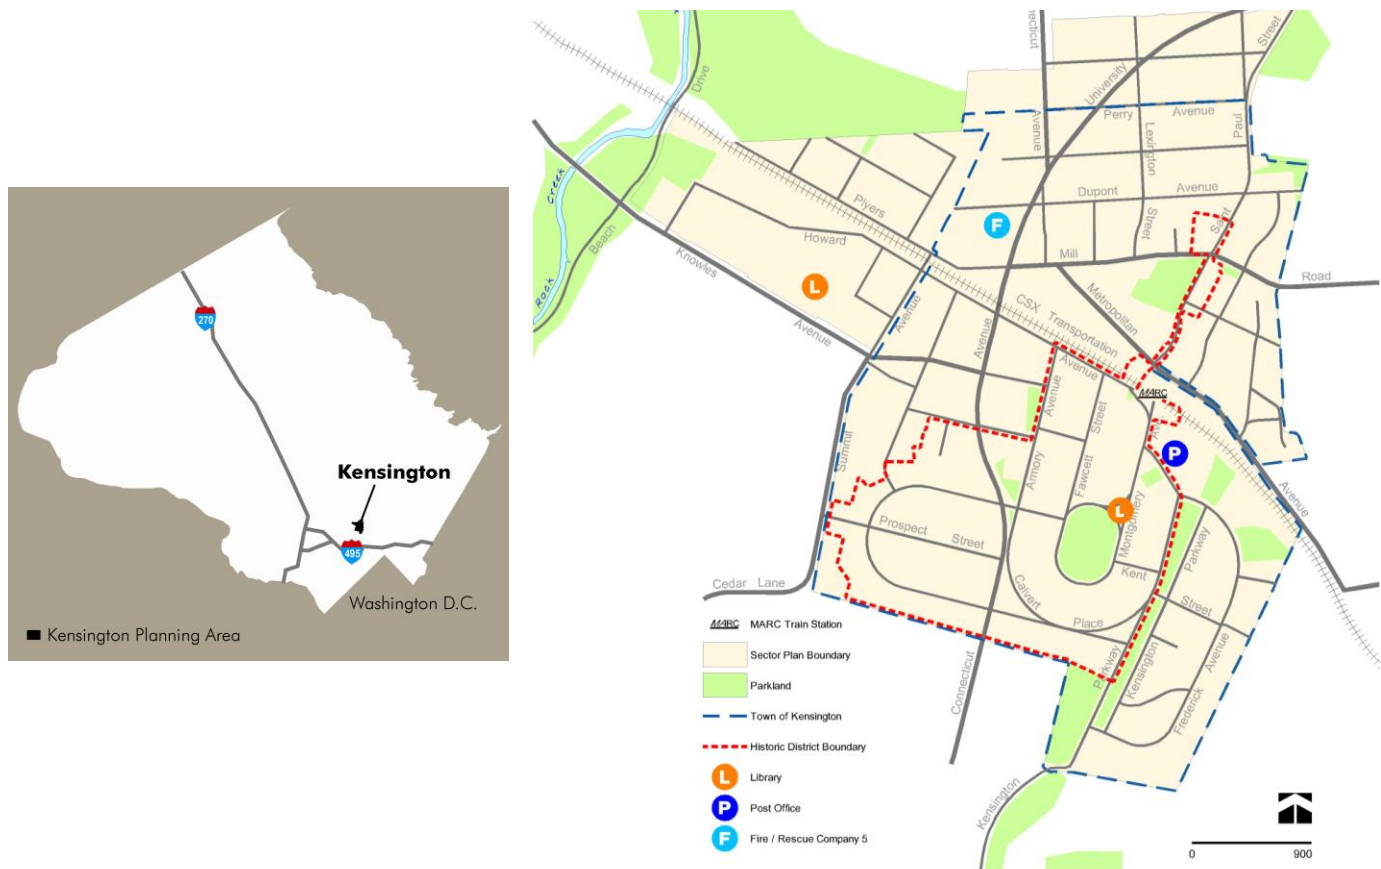 270
Kensington
495
Washington D.C.
Kensington Planning Area
Drive
Creek
Rock
Beach
Knowles
Avenue
Plyers
Howard
Avenue
Summit
Cedar Lane
University
Avenue
Perry Avenue
Lexington
Street
Paul
Saint
Street
Dupont Avenue
Mill
Road
Metropolitan
Avenue
CSX Transportation
Avenue
Connecticut
Avenue
Armory
Avenue
Fawcett
Street
Montgomery
MARC
F
L
P
L
Prospect Street
Calvert Place
Kent
Street
Parkway
Parkway
Kensington
Frederick
Avenue
Kensington
MARC MARC Train Station
Sector Plan Boundary
Parkland
Town of Kensington
Historic District Boundary
L Library
P Post Office
F Fire / Rescue Company 5
0 900